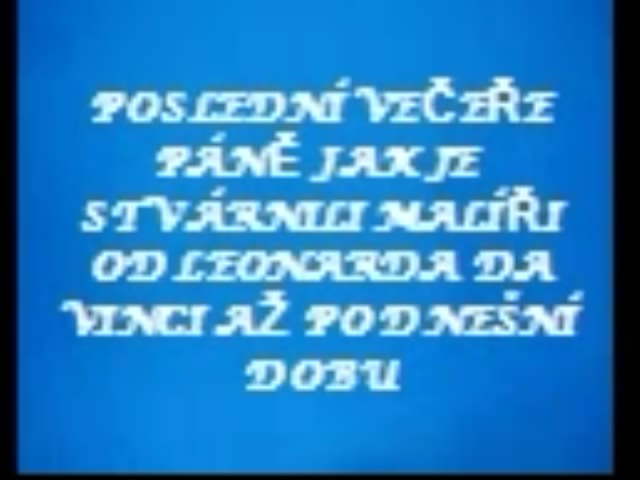 POSLEDNÍ VEČEŘE
PÁNĚ JAK JE
STVÁRNILI MALÍŘI
OD LEONARDA DA
VINCI AŽ PO DNEŠNÍ
DOBU